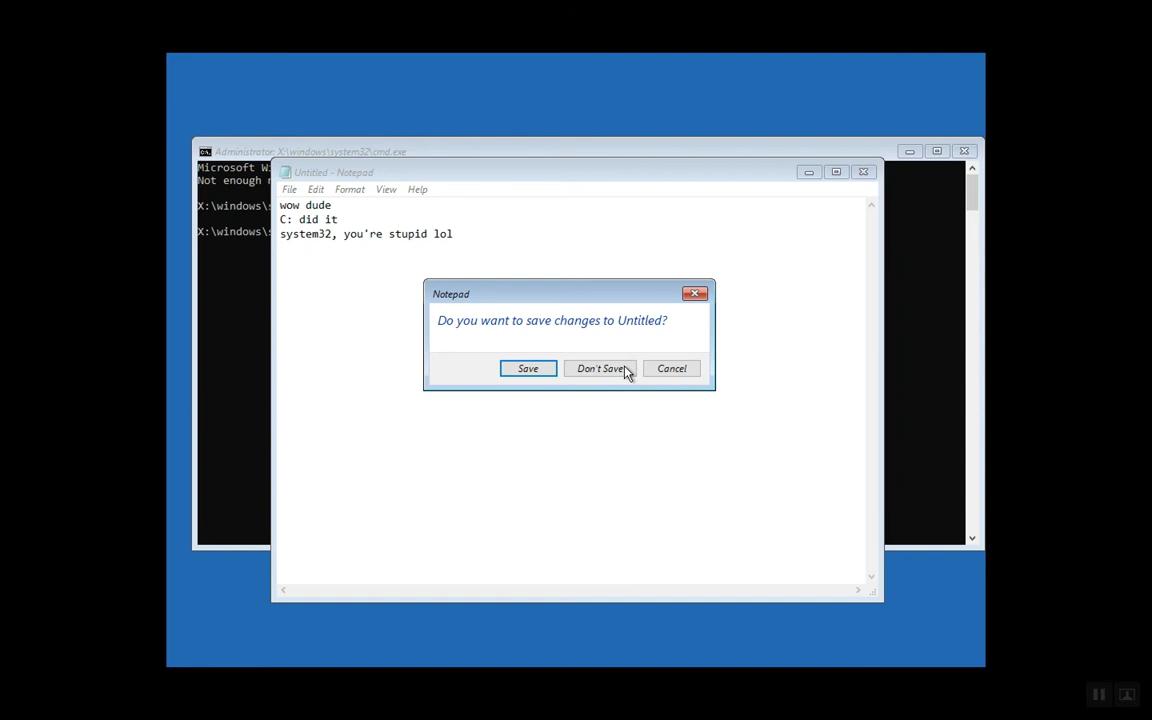 Administrator: X:\windows\system32\cmd.exe
Microsoft Wi
Not enough
X:\windows\s
X:\windows\s
Untitled - Notepad
File Edit Format View Help
wow dude
C: did it
system32, you're stupid lol
Notepad
Do you want to save changes to Untitled?
Save Don't Save Cancel